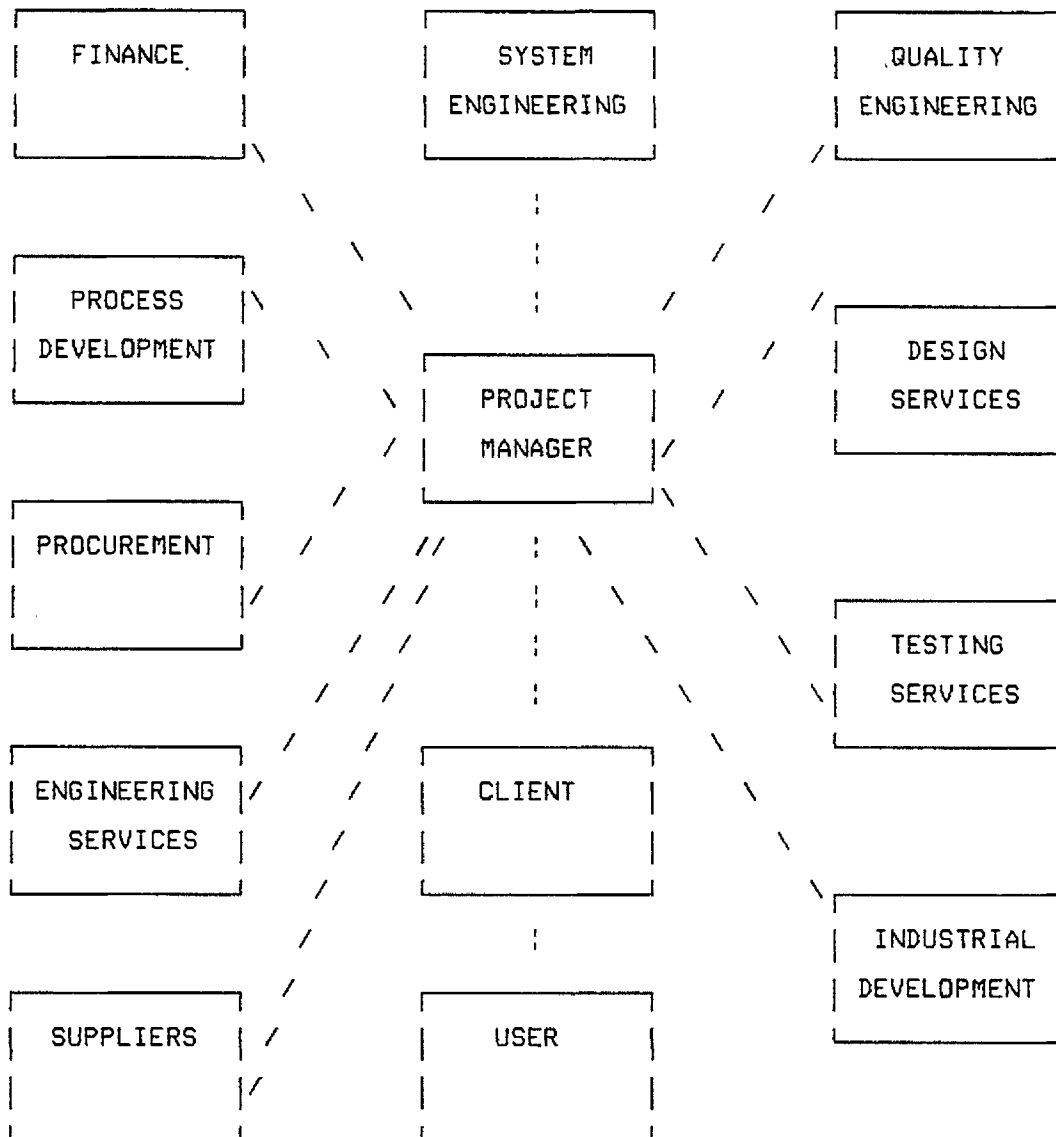 FINANCE
SYSTEM
ENGINEERING
QUALITY
ENGINEERING
PROCESS
DEVELOPMENT
DESIGN
SERVICES
PROJECT
MANAGER
PROCUREMENT
TESTING
SERVICES
ENGINEERING
SERVICES
CLIENT
INDUSTRIAL
DEVELOPMENT
SUPPLIERS
USER